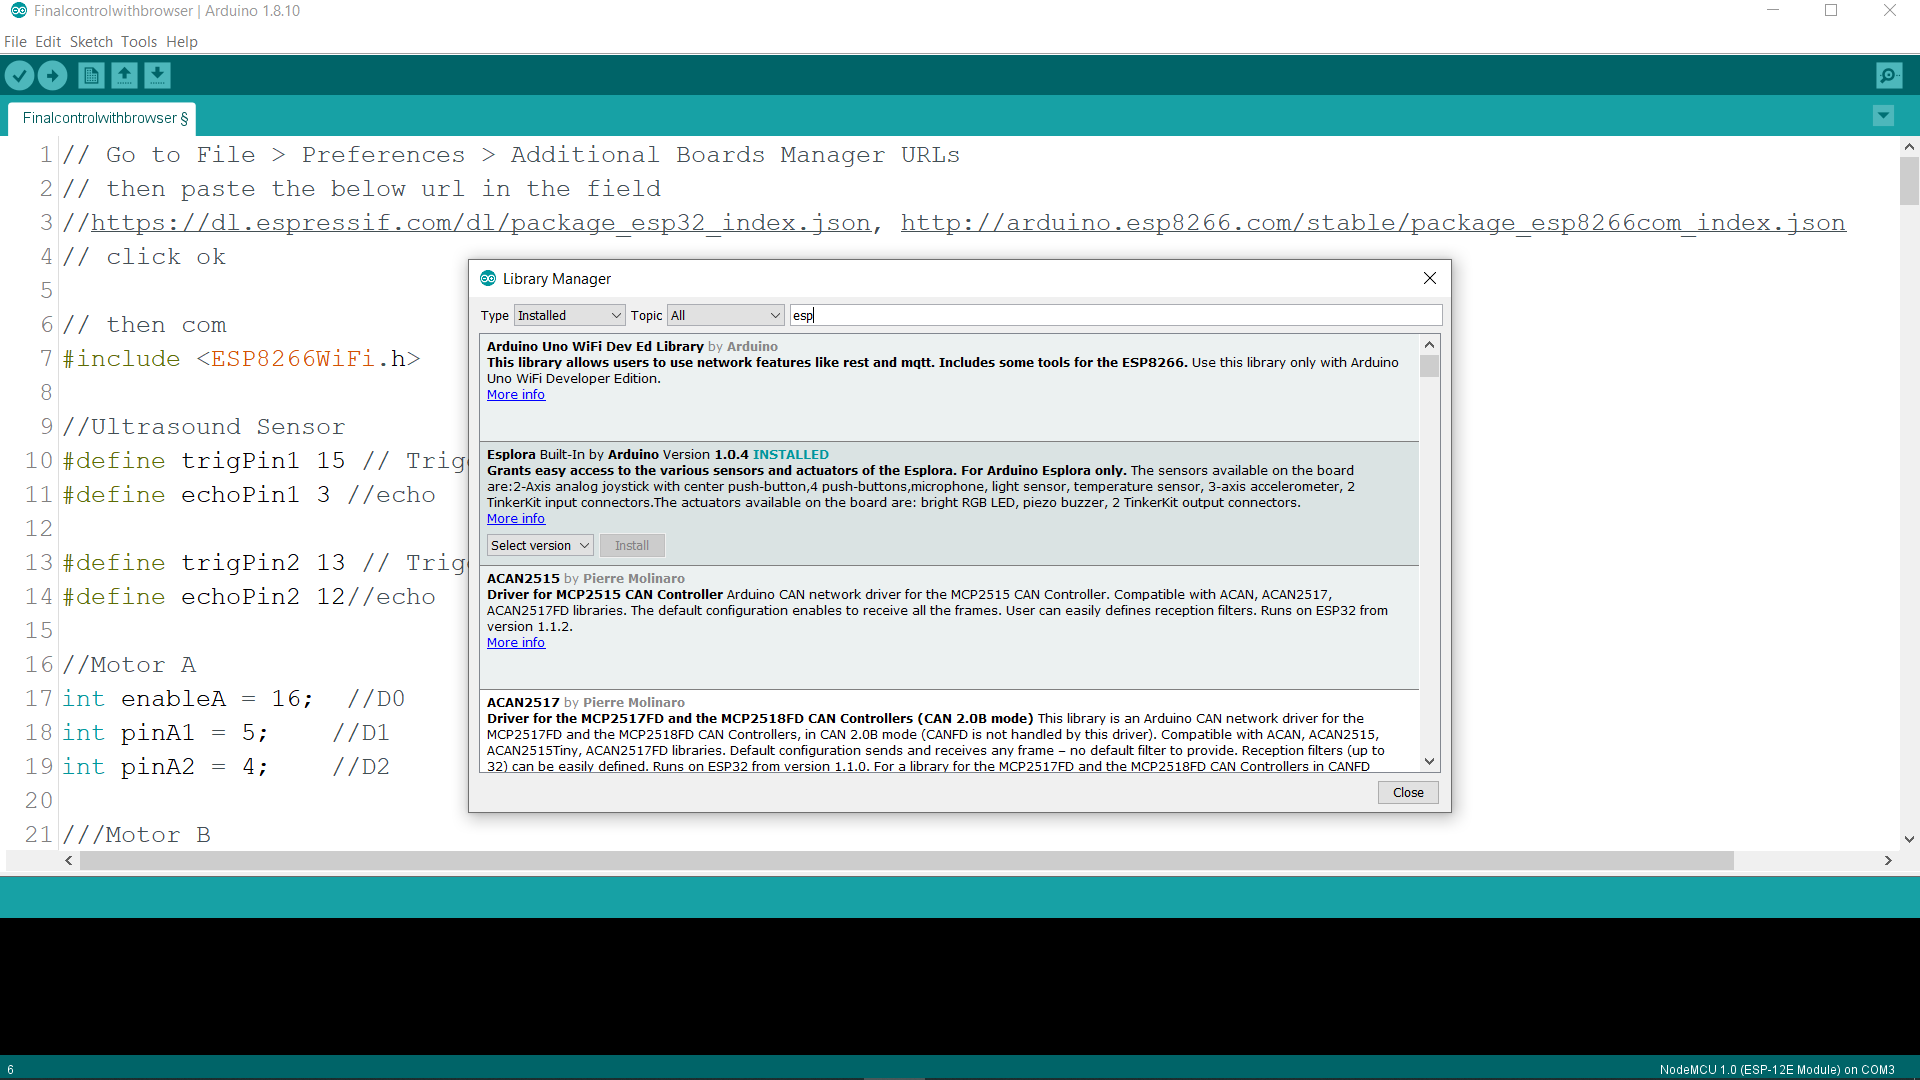 Finalcontrolwithbrowser | Arduino 1.8.10
File Edit Sketch Tools Help
Finalcontrolwithbrowser §
1 // Go to File > Preferences > Additional Boards Manager URLs
2 // then paste the below url in the field
3 //https://dl.espressif.com/dl/package_esp32_index.json, http://arduino.esp8266.com/stable/package_esp8266com_index.json
4 // click ok
5
6 // then com
7 #include <ESP8266WiFi.h>
8
9 //Ultrasound Sensor
10 #define trigPin1 15 // Trig
11 #define echoPin1 3 //echo
12
13 #define trigPin2 13 // Trig
14 #define echoPin2 12//echo
15
16 //Motor A
17 int enableA = 16; //D0
18 int pinA1 = 5; //D1
19 int pinA2 = 4; //D2
20
21 ///Motor B
Library Manager
Type Installed Topic All esp
Arduino Uno WiFi Dev Ed Library by Arduino
This library allows users to use network features like rest and mqtt. Includes some tools for the ESP8266. Use this library only with Arduino
Uno WiFi Developer Edition.
More info
Esplora Built-In by Arduino Version 1.0.4 INSTALLED
Grants easy access to the various sensors and actuators of the Esplora. For Arduino Esplora only. The sensors available on the board
are:2-Axis analog joystick with center push-button,4 push-buttons,microphone, light sensor, temperature sensor, 3-axis accelerometer, 2
TinkerKit input connectors.The actuators available on the board are: bright RGB LED, piezo buzzer, 2 TinkerKit output connectors.
More info
Select version Install
ACAN2515 by Pierre Molinaro
Driver for MCP2515 CAN Controller Arduino CAN network driver for the MCP2515 CAN Controller. Compatible with ACAN, ACAN2517,
ACAN2517FD libraries. The default configuration enables to receive all the frames. User can easily defines reception filters. Runs on ESP32 from
version 1.1.2.
More info
ACAN2517 by Pierre Molinaro
Driver for the MCP2517FD and the MCP2518FD CAN Controllers (CAN 2.0B mode) This library is an Arduino CAN network driver for the
MCP2517FD and the MCP2518FD CAN Controllers, in CAN 2.0B mode (CANFD is not handled by this driver). Compatible with ACAN, ACAN2515,
ACAN2515Tiny, ACAN2517FD libraries. Default configuration sends and receives any frame – no default filter to provide. Reception filters (up to
32) can be easily defined. Runs on ESP32 from version 1.1.0. For a library for the MCP2517FD and the MCP2518FD CAN Controllers in CANFD
Close
6
NodeMCU 1.0 (ESP-12E Module) on COM3